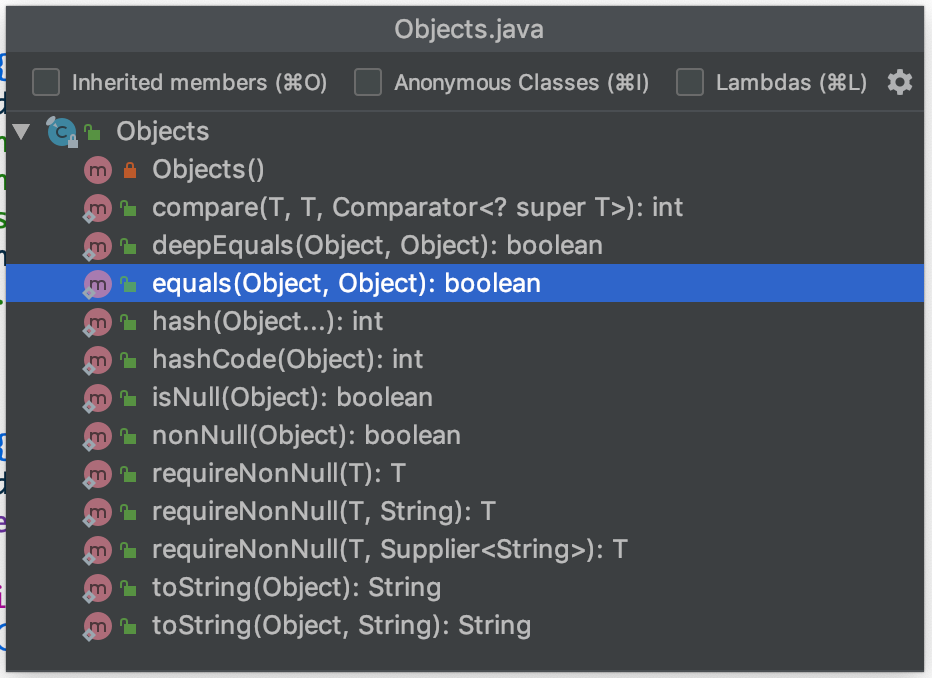 Objects.java
Inherited members (⌘O) Anonymous Classes (⌘I) Lambdas (⌘L)
Objects
Objects()
compare(T, T, Comparator<? super T>): int
deepEquals(Object, Object): boolean
equals(Object, Object): boolean
hash(Object...): int
hashCode(Object): int
isNull(Object): boolean
nonNull(Object): boolean
requireNonNull(T): T
requireNonNull(T, String): T
requireNonNull(T, Supplier<String>): T
toString(Object): String
toString(Object, String): String